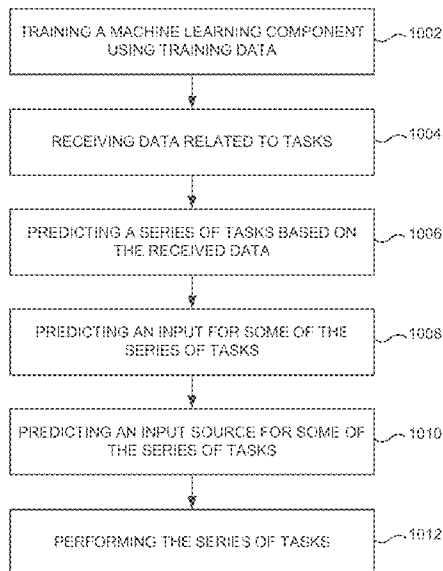 TRAINING A MACHINE LEARNING COMPONENT
USING TRAINING DATA
1002
RECEIVING DATA RELATED TO TASKS
1004
PREDICTING A SERIES OF TASKS BASED ON
THE RECEIVED DATA
1006
PREDICTING AN INPUT FOR SOME OF THE
SERIES OF TASKS
1008
PREDICTING AN INPUT SOURCE FOR SOME OF
THE SERIES OF TASKS
1010
PERFORMING THE SERIES OF TASKS
1012